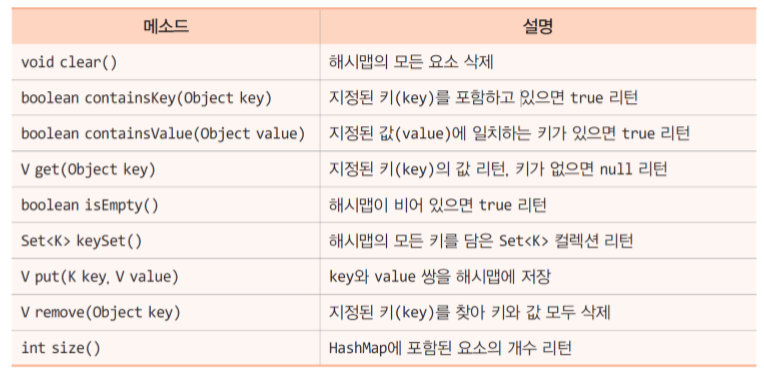 메소드 설명
void clear() 해시맵의 모든 요소 삭제
boolean containsKey(Object key) 지정된 키(key)를 포함하고 있으면 true 리턴
boolean containsValue(Object value) 지정된 값(value)에 일치하는 키가 있으면 true 리턴
V get(Object key) 지정된 키(key)의 값 리턴, 키가 없으면 null 리턴
boolean isEmpty() 해시맵이 비어 있으면 true 리턴
Set<K> keySet() 해시맵의 모든 키를 담은 Set<K> 컬렉션 리턴
V put(K key, V value) key와 value 쌍을 해시맵에 저장
V remove(Object key) 지정된 키(key)를 찾아 키와 값 모두 삭제
int size() HashMap에 포함된 요소의 개수 리턴